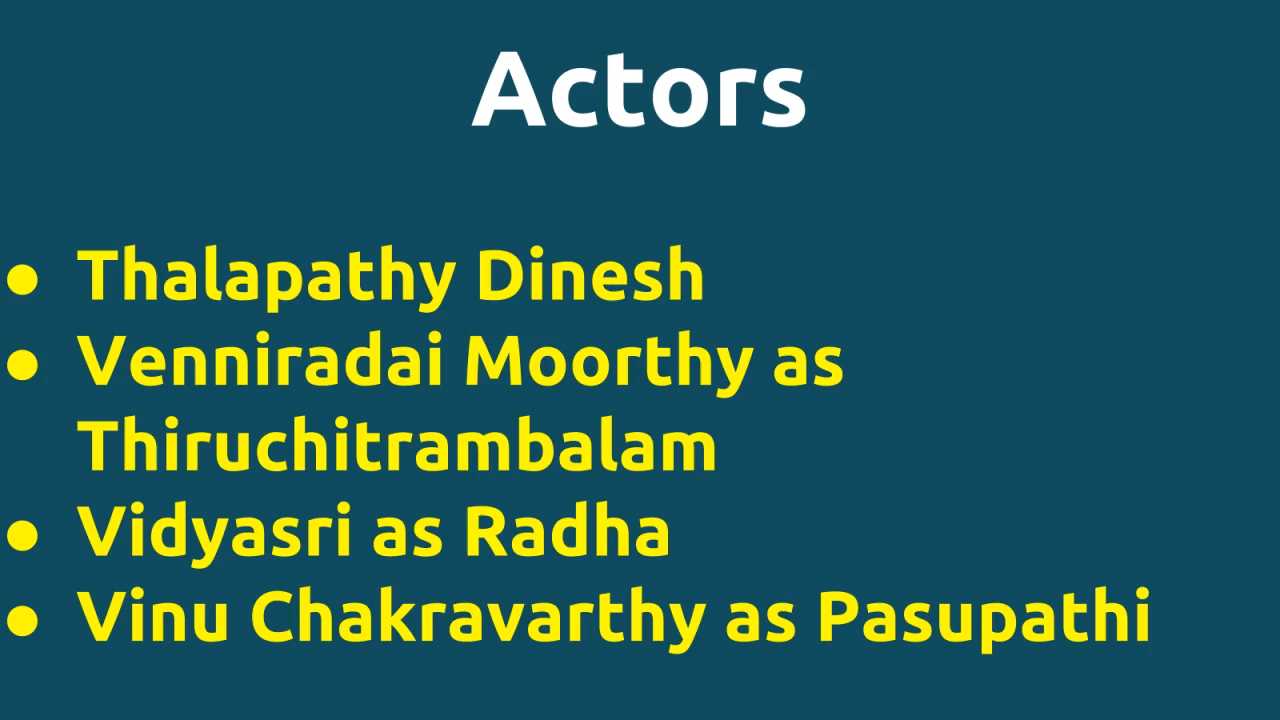 Actors
● Thalapathy Dinesh
● Venniradai Moorthy as
Thiruchitrambalam
● Vidyasri as Radha
● Vinu Chakravarthy as Pasupathi